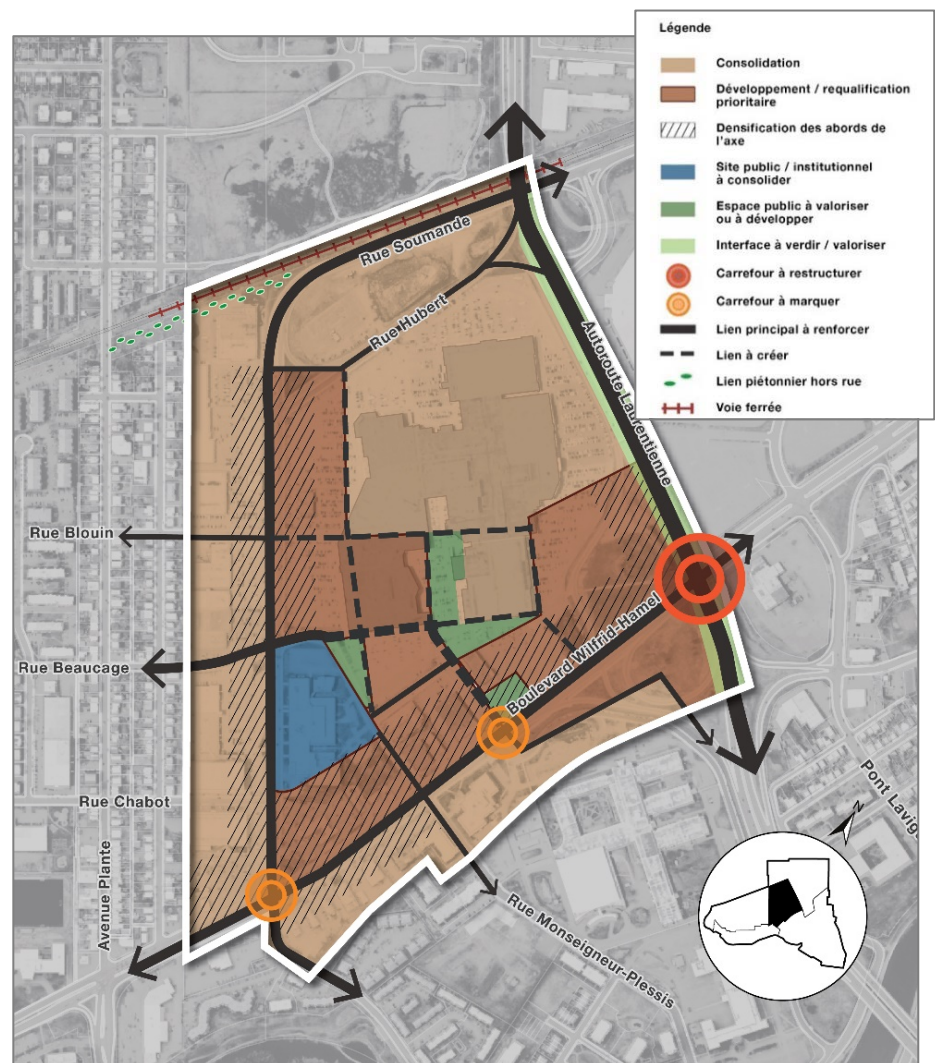 Légende
Consolidation
Développement / requalification
prioritaire
Densification des abords de
l'axe
Site public / institutionnel
à consolider
Espace public à valoriser
ou à développer
Interface à verdir / valoriser
Carrefour à restructurer
Carrefour à marquer
Lien principal à renforcer
Lien à créer
Lien piétonnier hors rue
Voie ferrée
Rue Soumande
Rue Hubert
Autoroute Laurentienne
Rue Blouin
Rue Beaucage
Boulevard Wilfrid-Hamel
Rue Chabot
Avenue Plante
Pont Lavig
Rue Monseigneur-Plessis
N